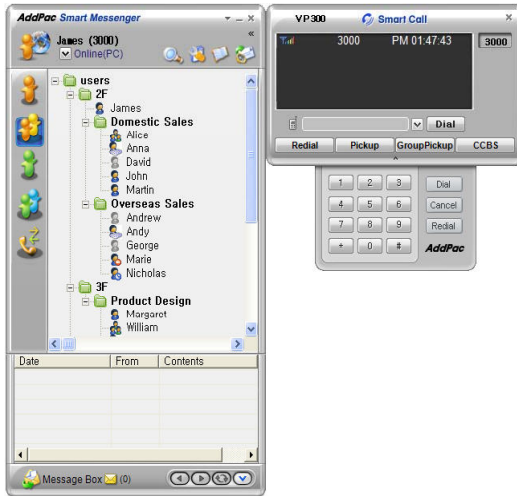 AddPac Smart Messenger
James (3000)
Online(PC)
users
2F
James
Domestic Sales
Alice
Anna
David
John
Martin
Overseas Sales
Andrew
Andy
George
Marie
Nicholas
3F
Product Design
Margaret
William
Date From Contents
Message Box (0)
VP300 Smart Call
3000 PM 01:47:43 3000
Dial
Redial Pickup GroupPickup CCBS
1 2 3 Dial
4 5 6 Cancel
7 8 9 Redial
* 0 # AddPac